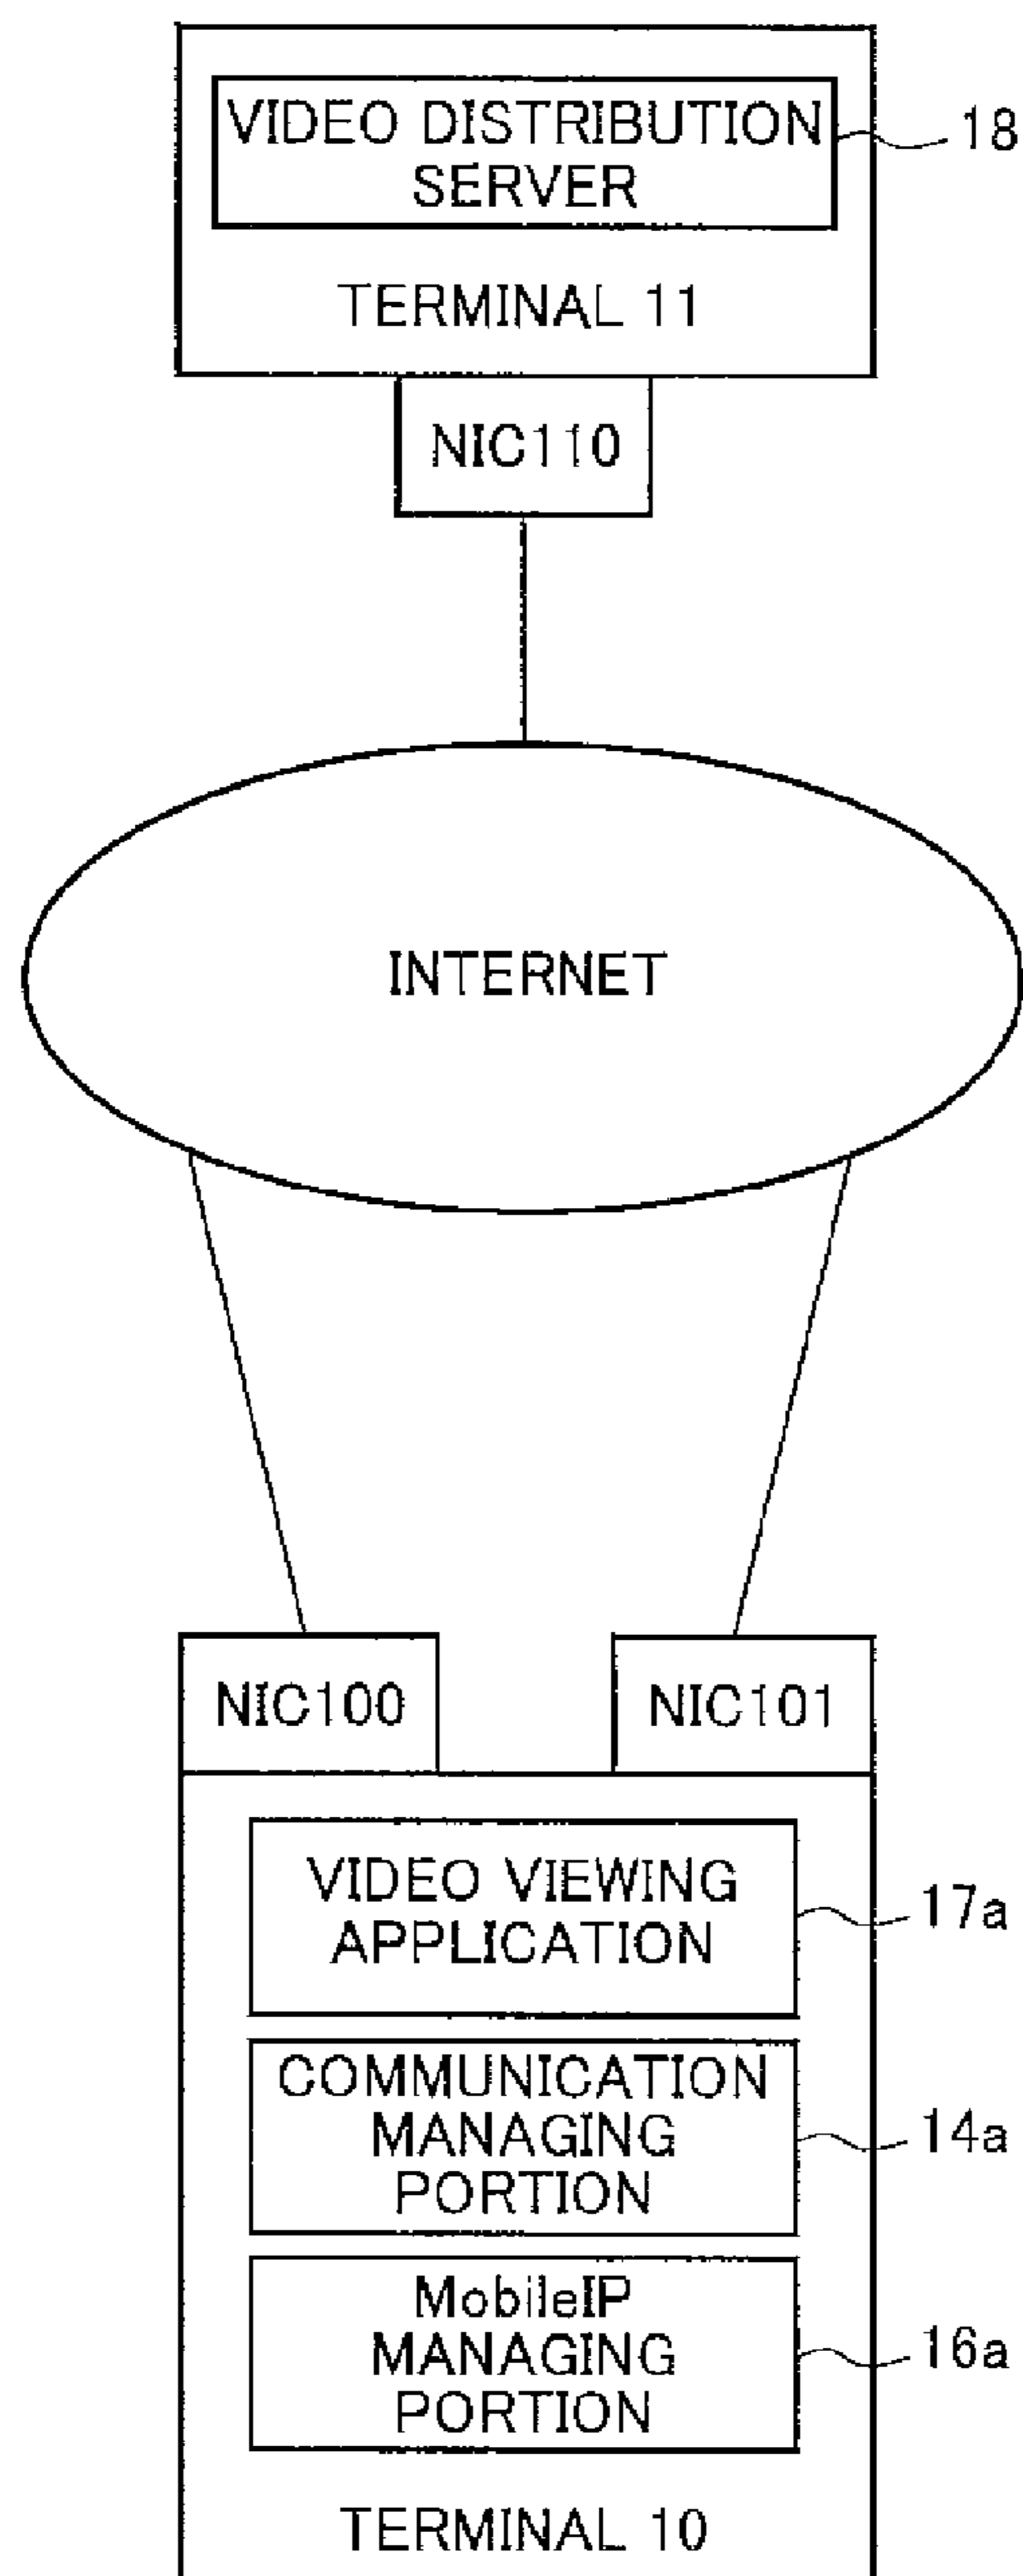 VIDEO DISTRIBUTION
SERVER
18
TERMINAL 11
NIC110
INTERNET
NIC100
NIC101
VIDEO VIEWING
APPLICATION
17a
COMMUNICATION
MANAGING
PORTION
14a
MobileIP
MANAGING
PORTION
16a
TERMINAL 10